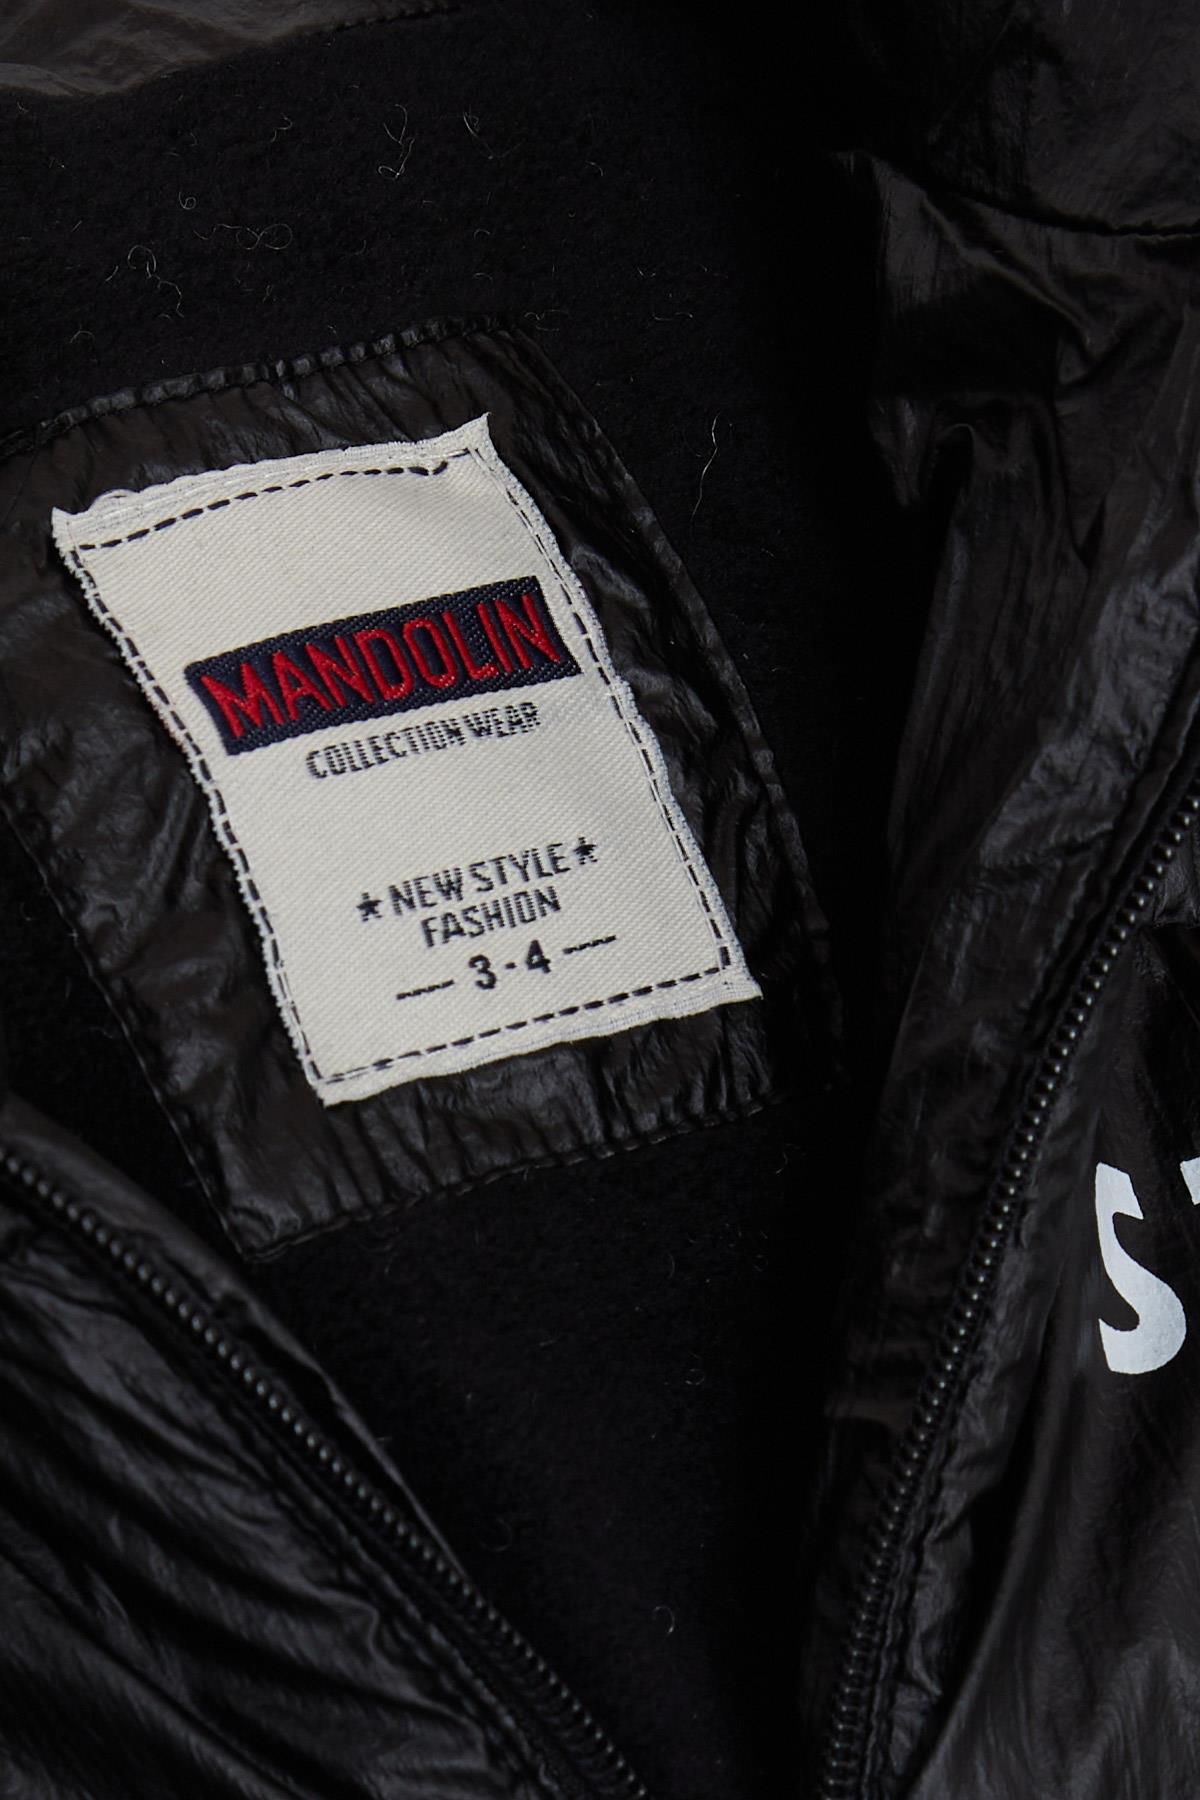 MANDOLIN
COLLECTION WEAR
★ NEW STYLE ★
FASHION
— 3-4 —
S